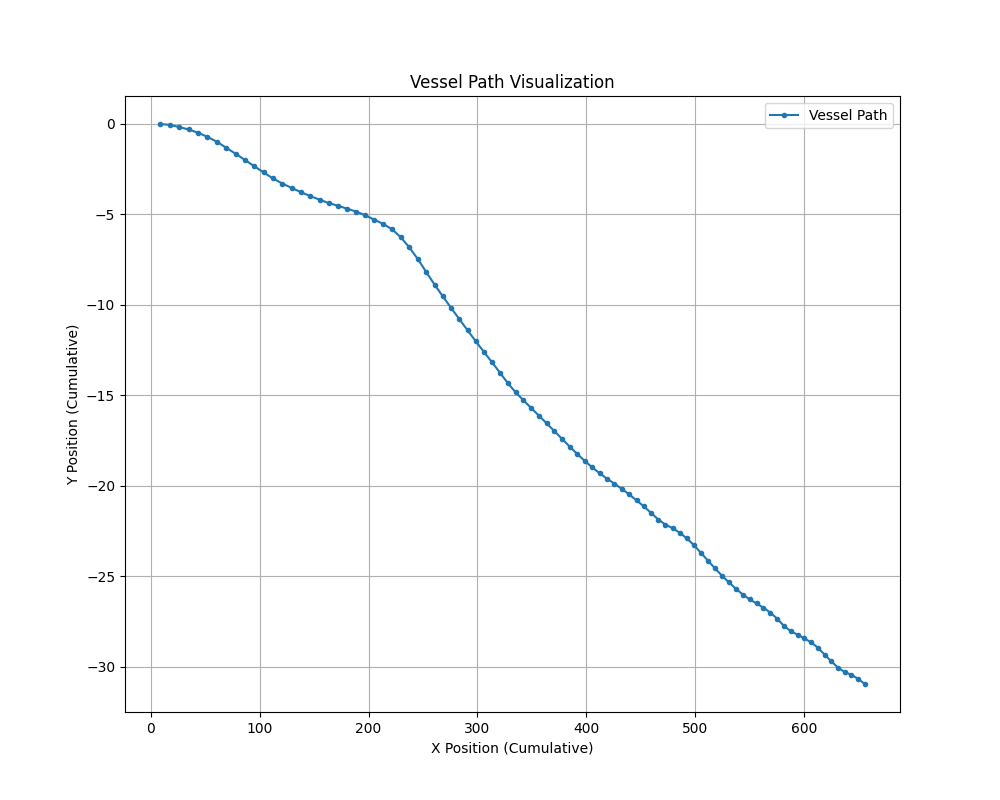 Vessel Path Visualization
Vessel Path
0
−5
−10
−15
−20
−25
−30
Y Position (Cumulative)
0 100 200 300 400 500 600
X Position (Cumulative)